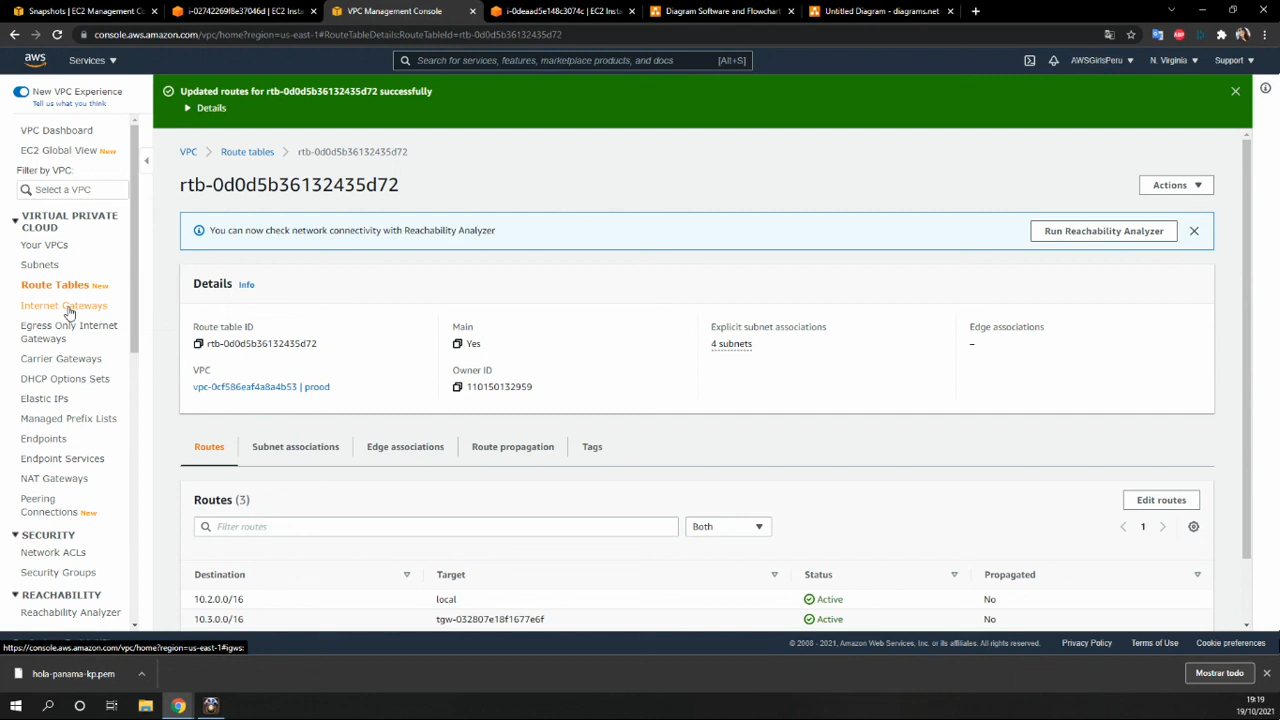 Snapshots | EC2 Management C
i-02742269f8e37046d | EC2 Insta
VPC Management Console
i-0deaad5e148c3074c | EC2 Insta
Diagram Software and Flowchart
Untitled Diagram - diagrams.net
console.aws.amazon.com/vpc/home?region=us-east-1#RouteTableDetails:RouteTableId=rtb-0d0d5b36132435d72
aws
Services
Search for services, features, marketplace products, and docs
[Alt+S]
AWSGirlsPeru
N. Virginia
Support
New VPC Experience
Tell us what you think
VPC Dashboard
EC2 Global View New
Filter by VPC:
Select a VPC
VIRTUAL PRIVATE
CLOUD
Your VPCs
Subnets
Route Tables New
Internet Gateways
Egress Only Internet
Gateways
Carrier Gateways
DHCP Options Sets
Elastic IPs
Managed Prefix Lists
Endpoints
Endpoint Services
NAT Gateways
Peering
Connections New
SECURITY
Network ACLs
Security Groups
REACHABILITY
Reachability Analyzer
Updated routes for rtb-0d0d5b36132435d72 successfully
Details
VPC
Route tables
rtb-0d0d5b36132435d72
rtb-0d0d5b36132435d72
Actions
You can now check network connectivity with Reachability Analyzer
Run Reachability Analyzer
Details Info
Route table ID
rtb-0d0d5b36132435d72
Main
Yes
Explicit subnet associations
4 subnets
Edge associations
–
VPC
vpc-0cf586eaf4a8a4b53 | prood
Owner ID
110150132959
Routes
Subnet associations
Edge associations
Route propagation
Tags
Routes (3)
Edit routes
Filter routes
Both
1
Destination
Target
Status
Propagated
10.2.0.0/16
local
Active
No
10.3.0.0/16
tgw-032807e18f1677e6f
Active
No
https://console.aws.amazon.com/vpc/home?region=us-east-1#igws:
© 2008 - 2021, Amazon Web Services, Inc. or its affiliates. All rights reserved.
Privacy Policy
Terms of Use
Cookie preferences
hola-panama-kp.pem
Mostrar todo
19:19
19/10/2021